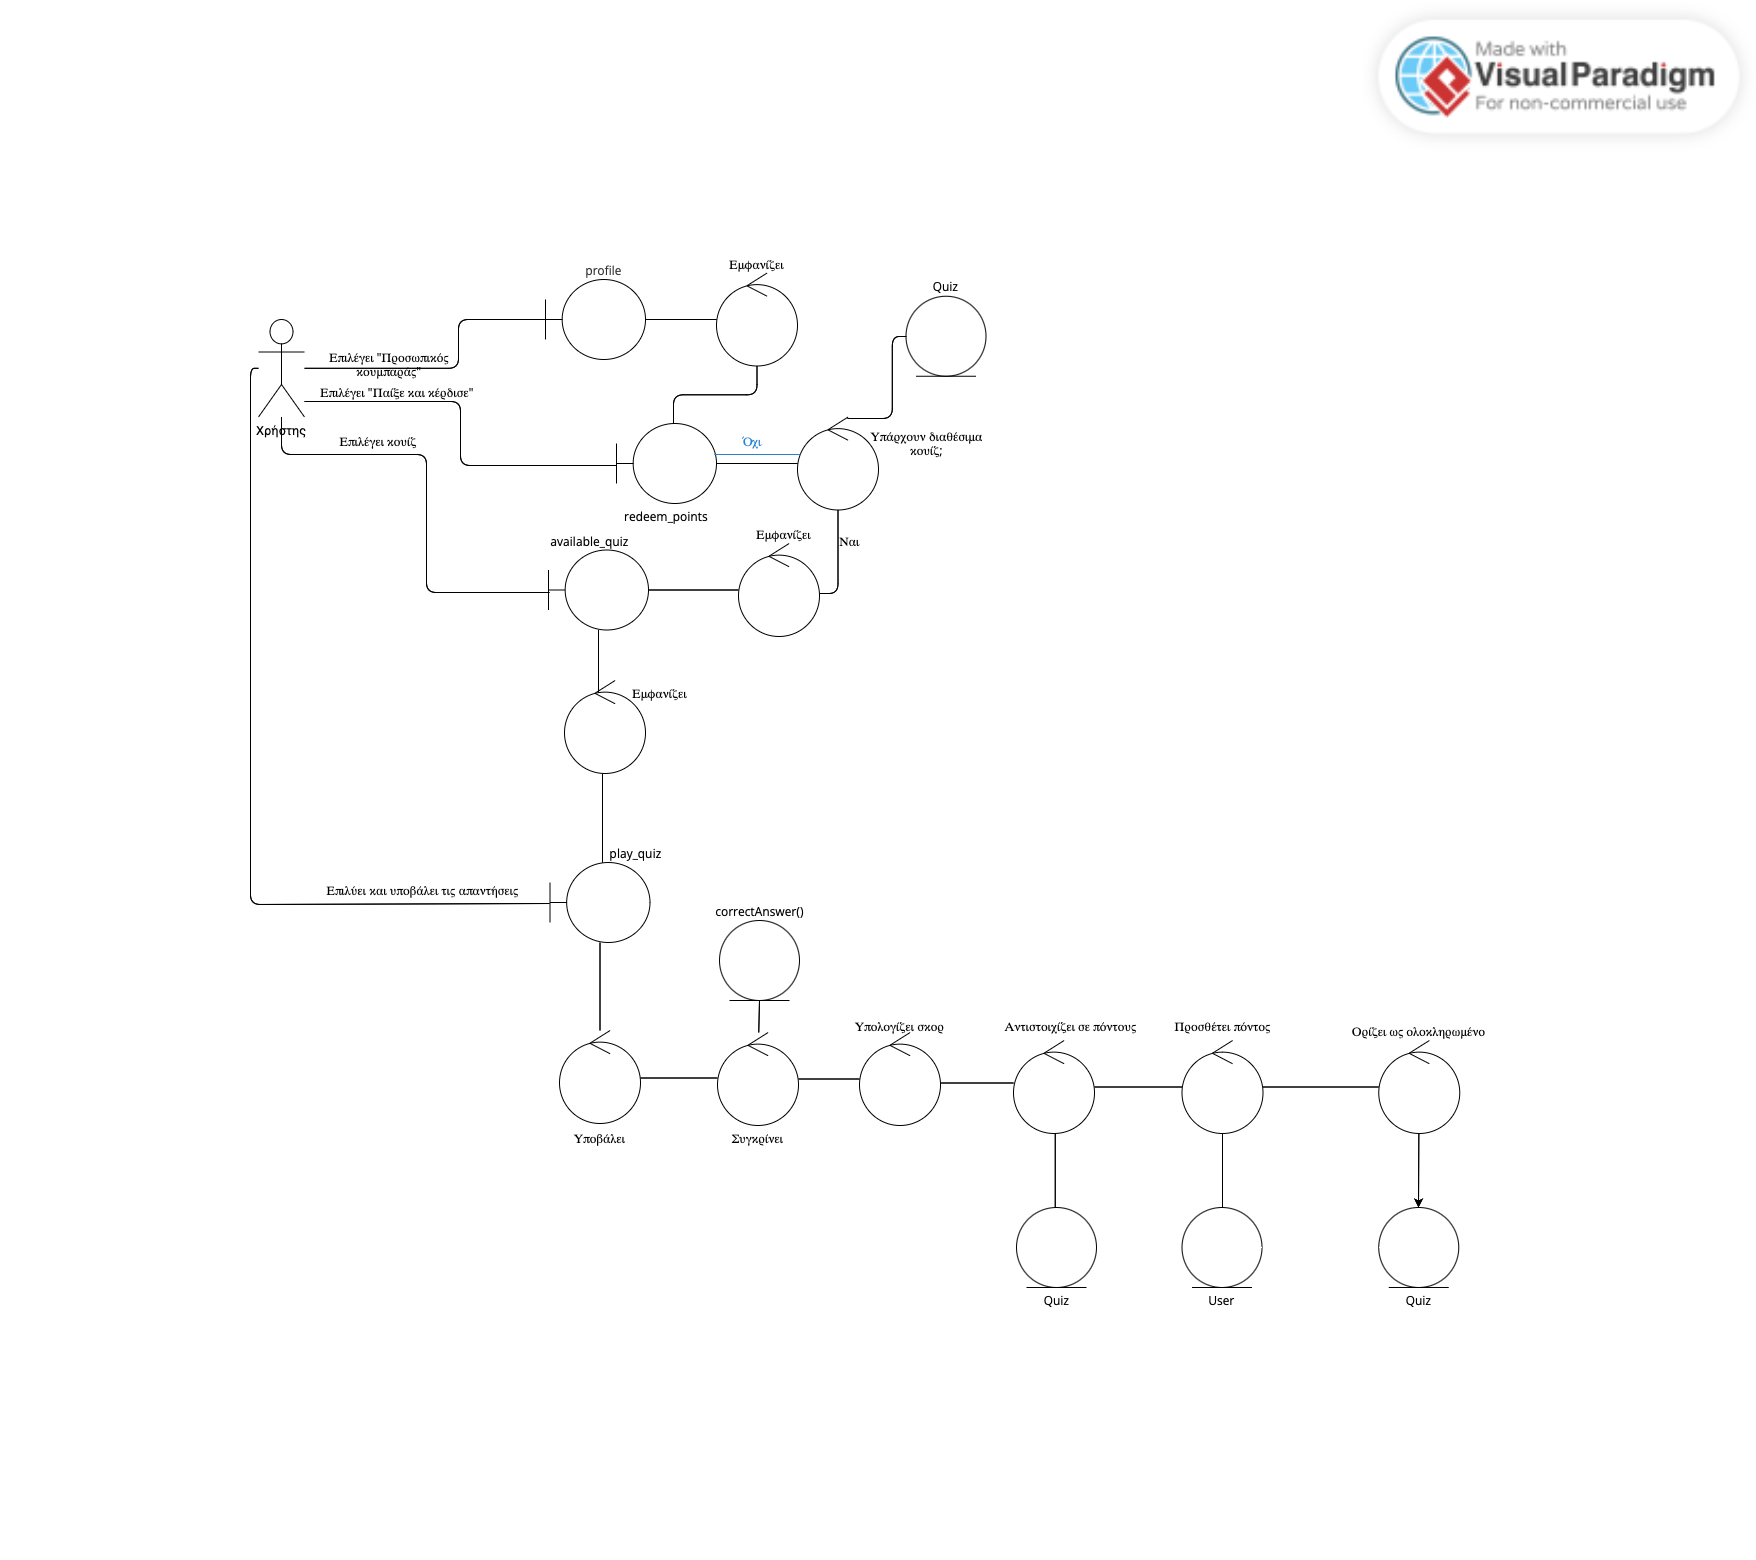 Made with
Visual Paradigm
For non-commercial use
profile
Εμφανίζει
Quiz
Επιλέγει "Προσωπικός
κουμπαράς"
Επιλέγει "Παίξε και κέρδισε"
Χρήστης
Επιλέγει κουίζ
Όχι
Υπάρχουν διαθέσιμα
κουίζ;
redeem_points
available_quiz
Εμφανίζει
Ναι
Εμφανίζει
play_quiz
Επιλύει και υποβάλει τις απαντήσεις
correctAnswer()
Υπολογίζει σκορ
Αντιστοιχίζει σε πόντους
Προσθέτει πόντος
Ορίζει ως ολοκληρωμένο
Υποβάλει
Συγκρίνει
Quiz
User
Quiz